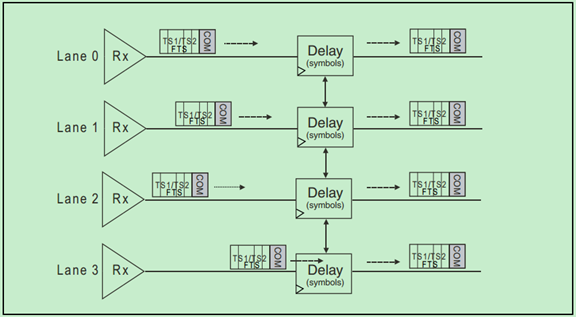 TS1/TS2 COM TS1/TS2 COM
FTS FTS
Lane 0 Rx Delay
(symbols)
TS1/TS2 COM TS1/TS2 COM
FTS FTS
Lane 1 Rx Delay
(symbols)
TS1/TS2 COM TS1/TS2 COM
FTS FTS
Lane 2 Rx Delay
(symbols)
TS1/TS2 COM TS1/TS2 COM
FTS FTS
Lane 3 Rx Delay
(symbols)